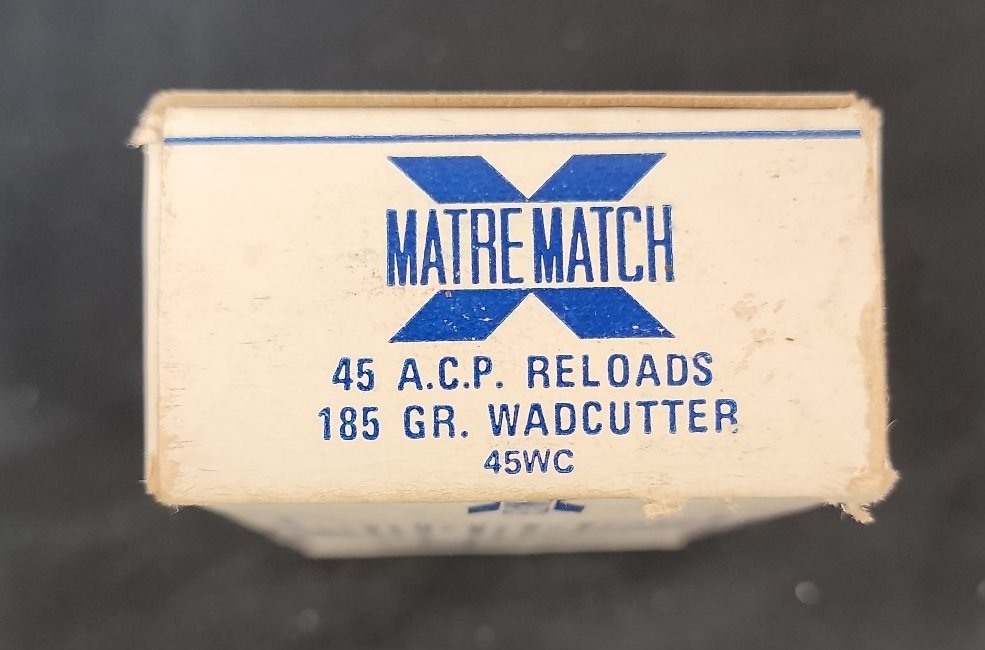 MATRE MATCH
45 A.C.P. RELOADS
185 GR. WADCUTTER
45WC